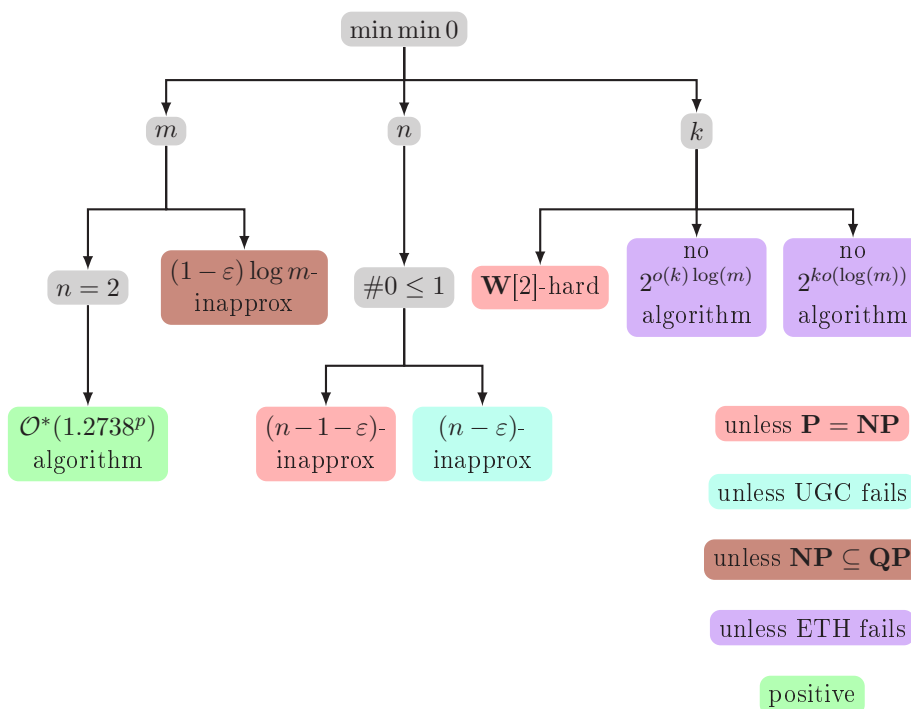 min min 0
m
n
k
n = 2
(1 − ε) log m-
inapprox
#0 ≤ 1
W[2]-hard
no
2^{o(k) log(m)}
algorithm
no
2^{ko(log(m))}
algorithm
O*(1.2738^p)
algorithm
(n − 1 − ε)-
inapprox
(n − ε)-
inapprox
unless P = NP
unless UGC fails
unless NP ⊆ QP
unless ETH fails
positive